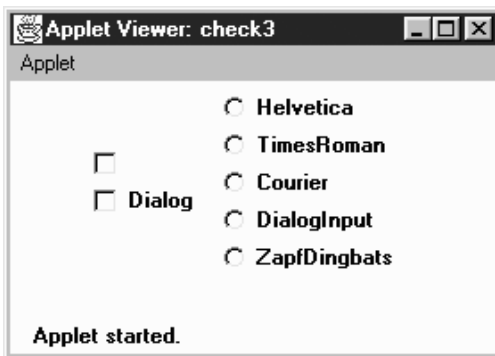 Applet Viewer: check3
Applet
Helvetica
TimesRoman
Courier
Dialog
DialogInput
ZapfDingbats
Applet started.